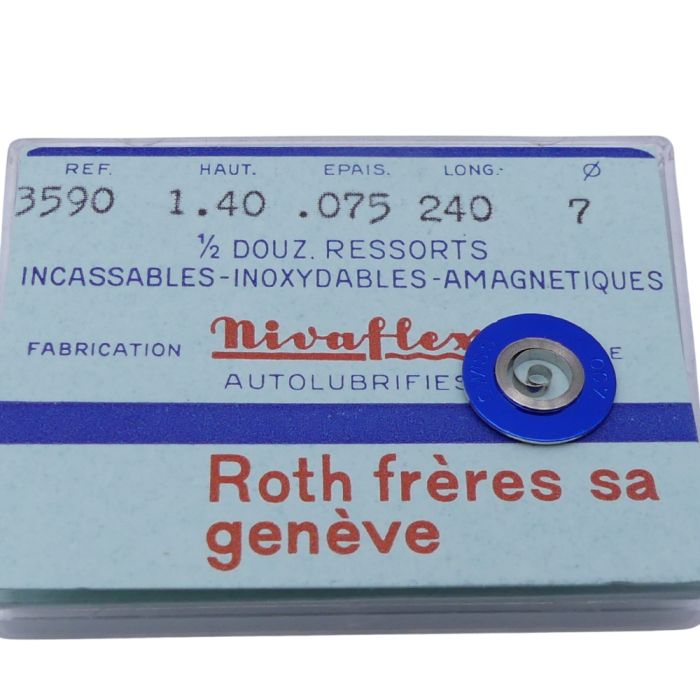 REF. HAUT. EPAIS. LONG. Ø
3590 1.40 .075 240 7
½ DOUZ. RESSORTS
INCASSABLES-INOXYDABLES-AMAGNETIQUES
FABRICATION Nivaflex
AUTOLUBRIFIES
SWISS
Roth frères sa
genève